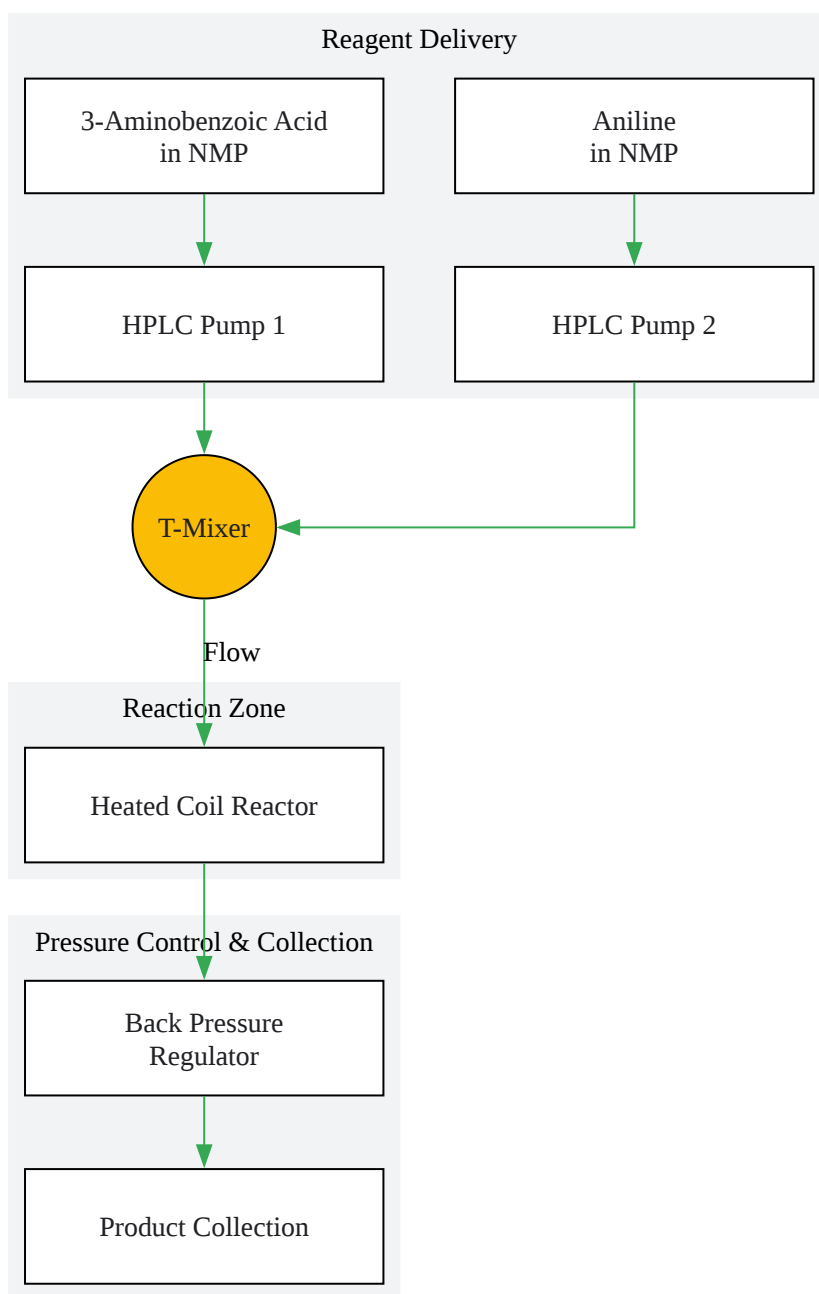 Reagent Delivery
3-Aminobenzoic Acid
in NMP
Aniline
in NMP
HPLC Pump 1
HPLC Pump 2
T-Mixer
Flow
Reaction Zone
Heated Coil Reactor
Pressure Control & Collection
Back Pressure
Regulator
Product Collection